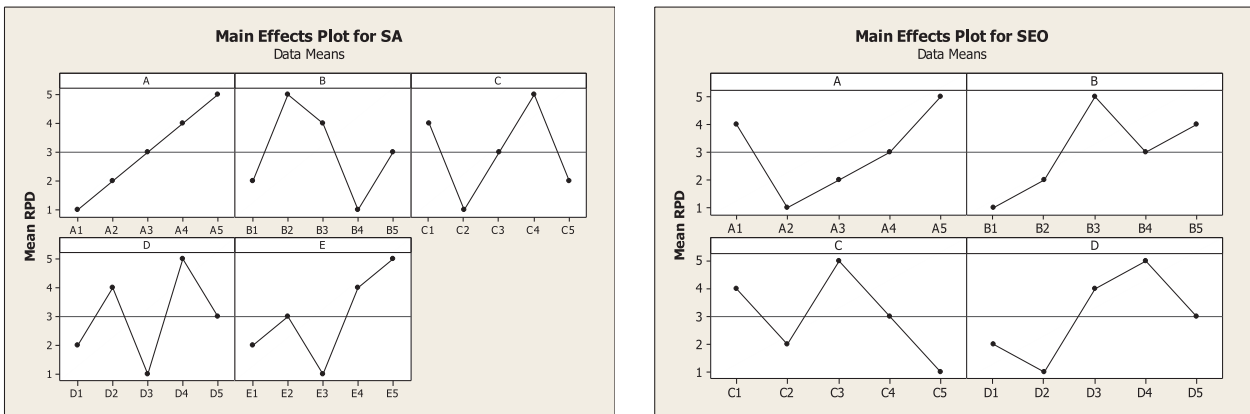 Main Effects Plot for SA
Data Means
Mean RPD
A B C
5
4
3
2
1
A1 A2 A3 A4 A5 B1 B2 B3 B4 B5 C1 C2 C3 C4 C5
D E
5
4
3
2
1
D1 D2 D3 D4 D5 E1 E2 E3 E4 E5
Main Effects Plot for SEO
Data Means
Mean RPD
A B
5
4
3
2
1
A1 A2 A3 A4 A5 B1 B2 B3 B4 B5
C D
5
4
3
2
1
C1 C2 C3 C4 C5 D1 D2 D3 D4 D5